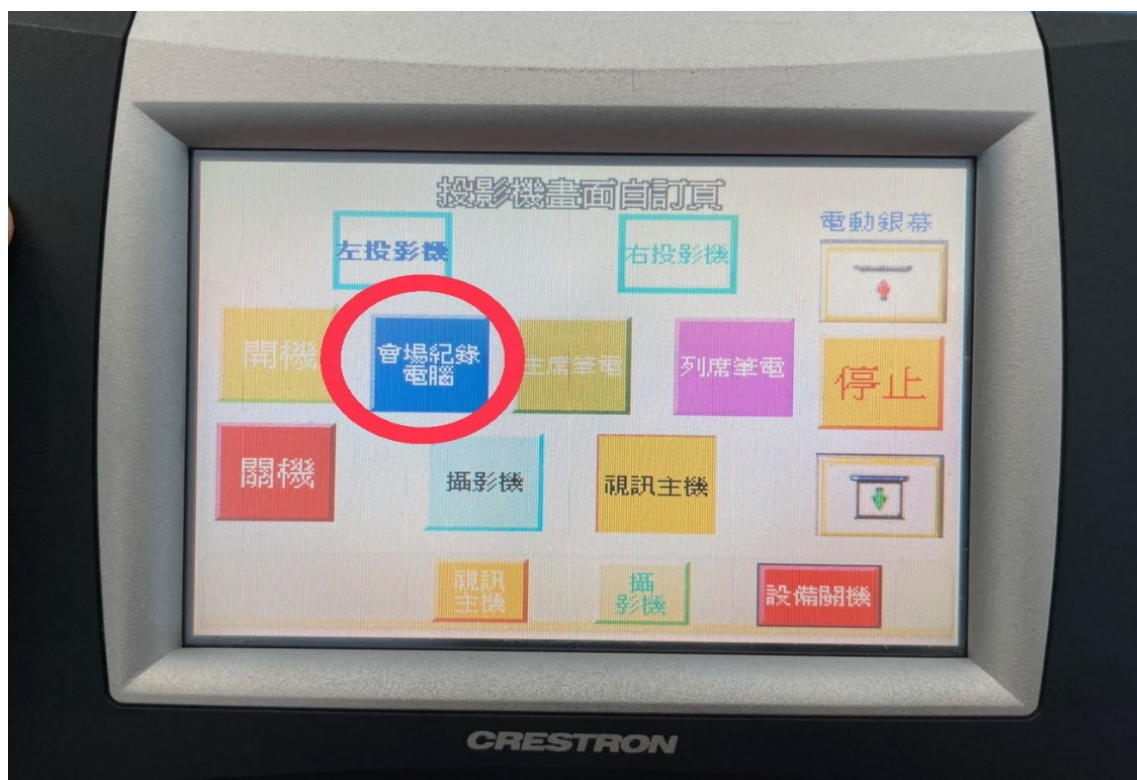 投影機畫面自訂頁
左投影機
右投影機
電動銀幕
開機
會場紀錄
電腦
主席筆電
列席筆電
停止
關機
攝影機
視訊主機
視訊
主機
攝
影機
設備關機
CRESTRON